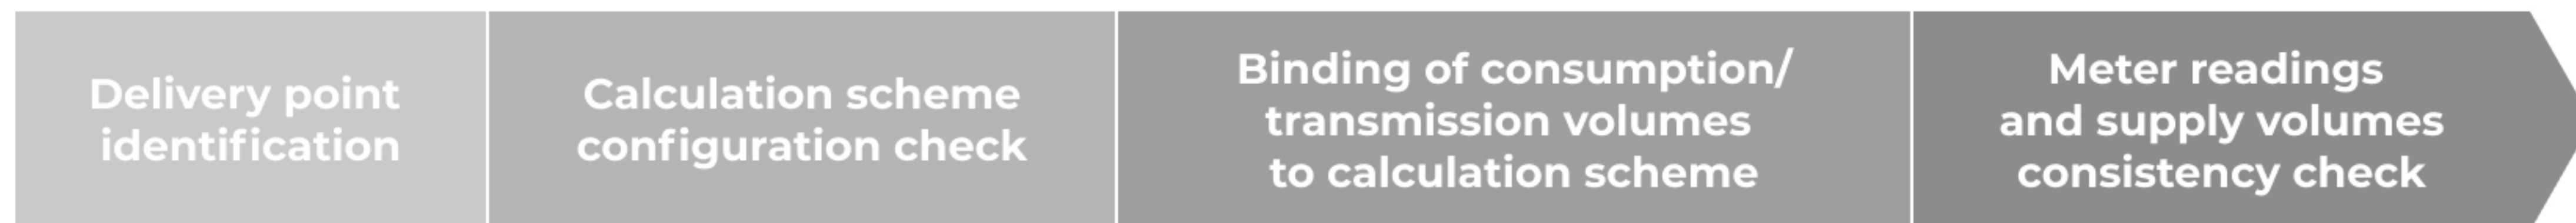 Delivery point
identification
Calculation scheme
configuration check
Binding of consumption/
transmission volumes
to calculation scheme
Meter readings
and supply volumes
consistency check